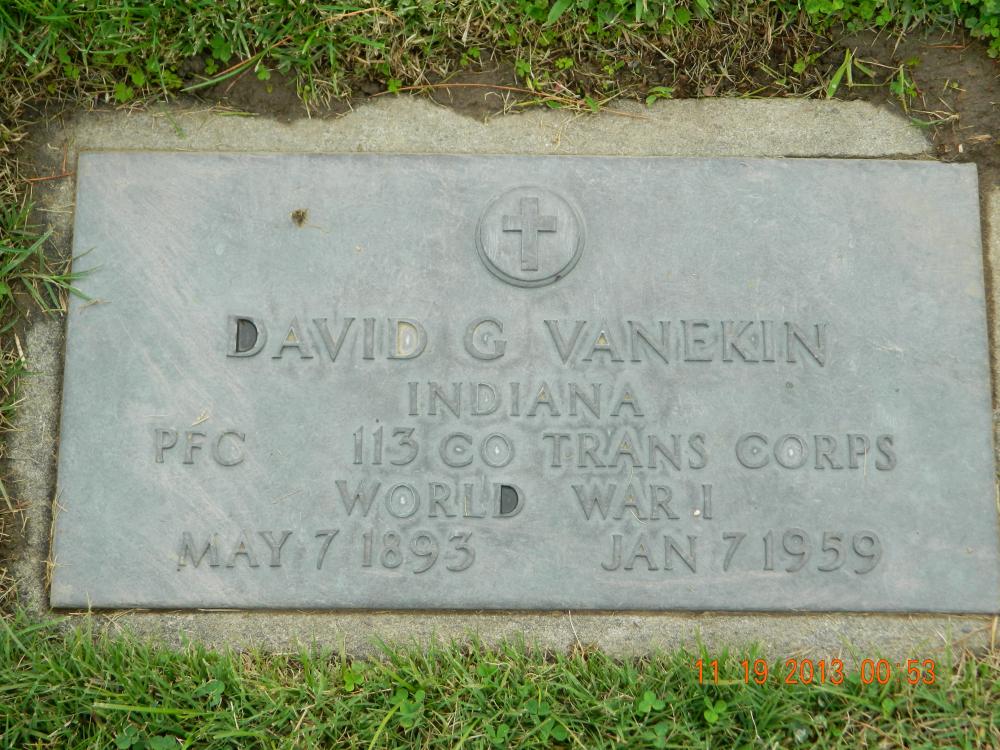 DAVID G VANEKIN
INDIANA
PFC 113 CO TRANS CORPS
WORLD WAR I
MAY 7 1893 JAN 7 1959
11 19 2013 00 53